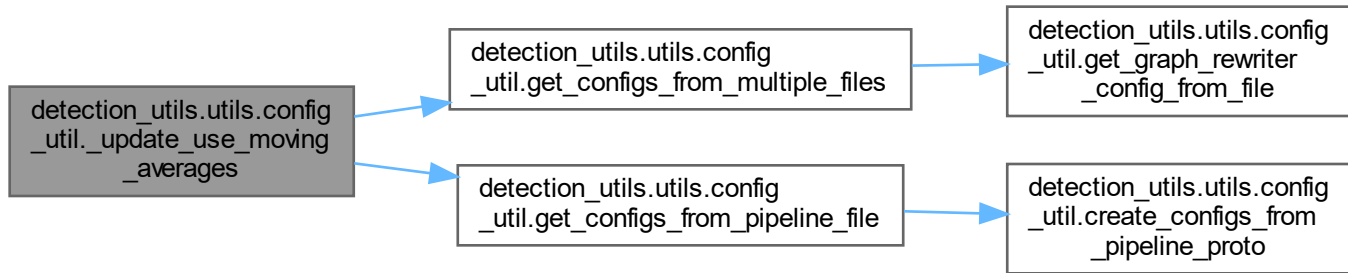 detection_utils.utils.config
_util._update_use_moving
_averages
detection_utils.utils.config
_util.get_configs_from_multiple_files
detection_utils.utils.config
_util.get_graph_rewriter
_config_from_file
detection_utils.utils.config
_util.get_configs_from_pipeline_file
detection_utils.utils.config
_util.create_configs_from
_pipeline_proto